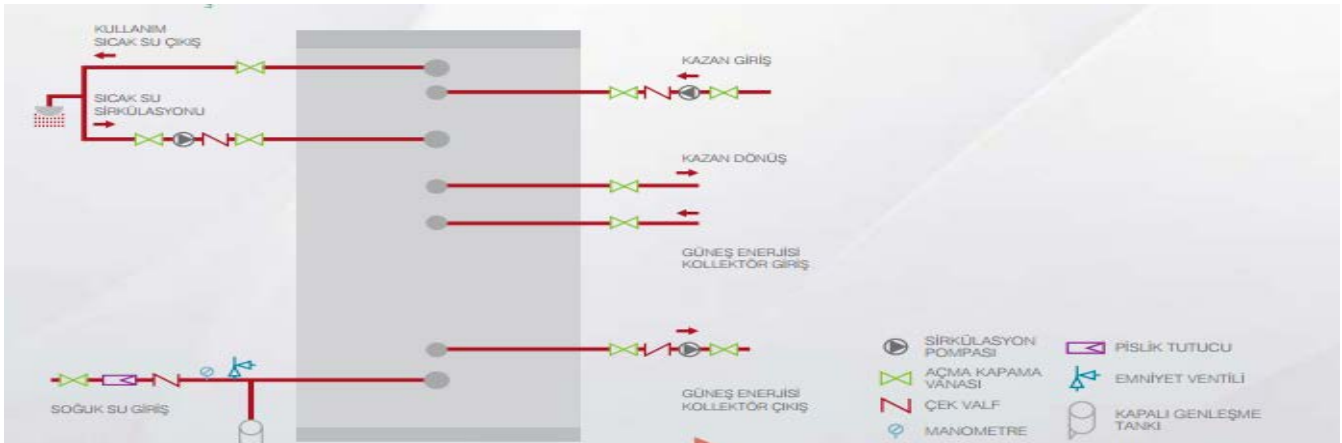 KULLANIM
SICAK SU ÇIKIŞ
SICAK SU
SİRKÜLASYONU
SOĞUK SU GİRİŞ
KAZAN GİRİŞ
KAZAN DÖNÜŞ
GÜNEŞ ENERJİSİ
KOLLEKTÖR GİRİŞ
GÜNEŞ ENERJİSİ
KOLLEKTÖR ÇIKIŞ
SİRKÜLASYON
POMPASI
AÇMA KAPAMA
VANASI
ÇEK VALF
MANOMETRE
PİSLİK TUTUCU
EMNİYET VENTİLİ
KAPALI GENLEŞME
TANKI